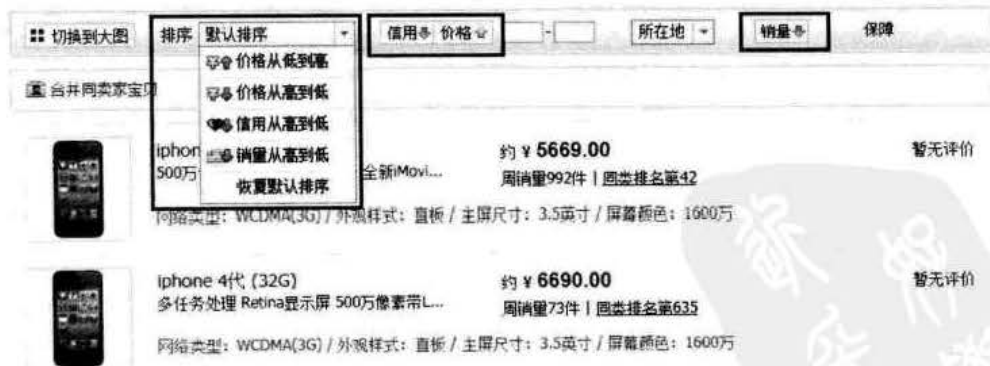 切换到大图 排序 默认排序 信用 价格 - 所在地 销量 保障
价格从低到高
合并同卖家宝贝
价格从高到低
信用从高到低
销量从高到低
恢复默认排序
iphon
500万 全新iMovi...
约 ¥ 5669.00
周销量992件 | 同类排名第42
暂无评价
网络类型: WCDMA(3G) / 外观样式: 直板 / 主屏尺寸: 3.5英寸 / 屏幕颜色: 1600万
iphone 4代 (32G)
多任务处理 Retina显示屏 500万像素带L...
约 ¥ 6690.00
周销量73件 | 同类排名第635
暂无评价
网络类型: WCDMA(3G) / 外观样式: 直板 / 主屏尺寸: 3.5英寸 / 屏幕颜色: 1600万